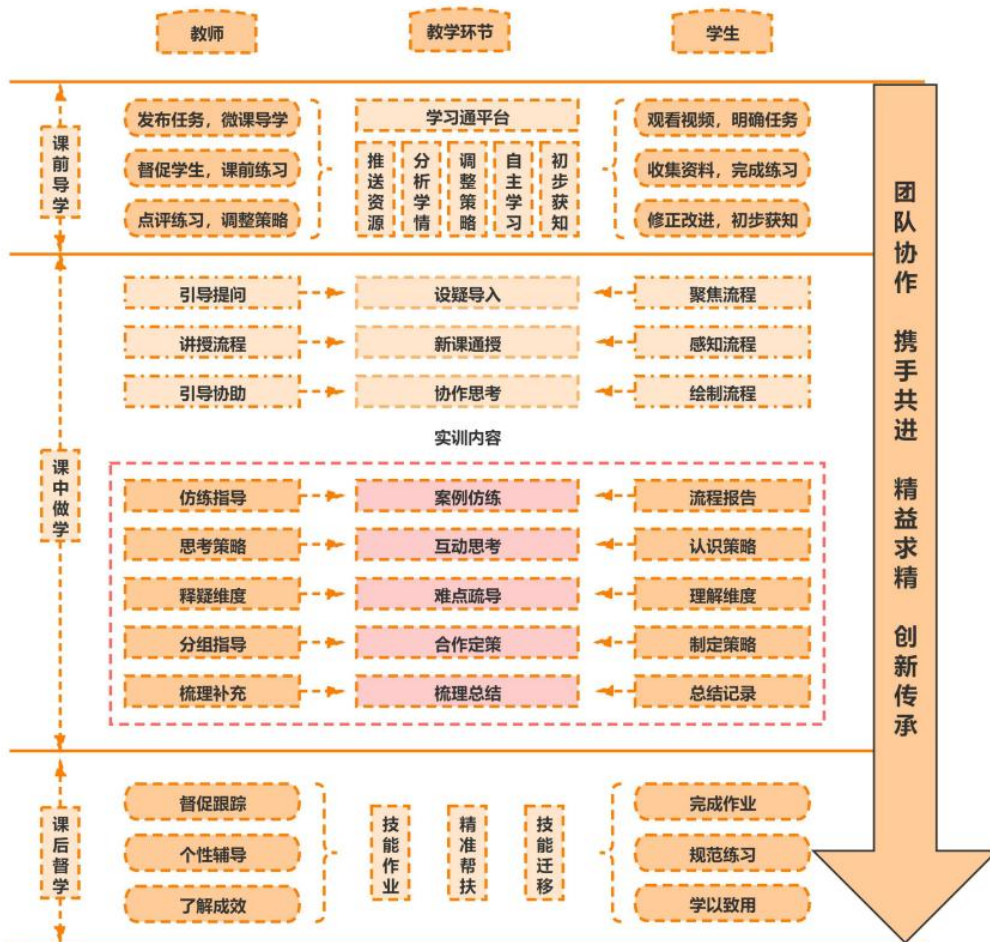 教师
教学环节
学生
课前导学
发布任务，微课导学
督促学生，课前练习
点评练习，调整策略
学习通平台
推送资源
分析学情
调整策略
自主学习
初步获知
观看视频，明确任务
收集资料，完成练习
修正改进，初步获知
课中做学
引导提问
设疑导入
聚焦流程
讲授流程
新课通授
感知流程
引导协助
协作思考
绘制流程
实训内容
仿练指导
案例仿练
流程报告
思考策略
互动思考
认识策略
释疑维度
难点疏导
理解维度
分组指导
合作定策
制定策略
梳理补充
梳理总结
总结记录
课后督学
督促跟踪
个性辅导
了解成效
技能作业
精准帮扶
技能迁移
完成作业
规范练习
学以致用
团队协作 携手共进 精益求精 创新传承